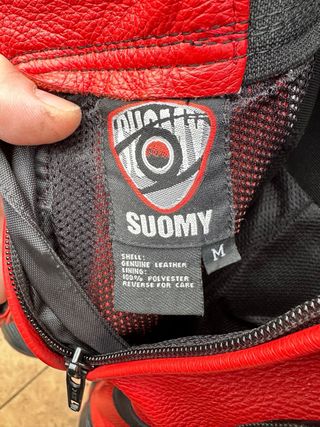 SUOMY
M
SHELL:
GENUINE LEATHER
LINING:
100% POLYESTER
REVERSE FOR CARE